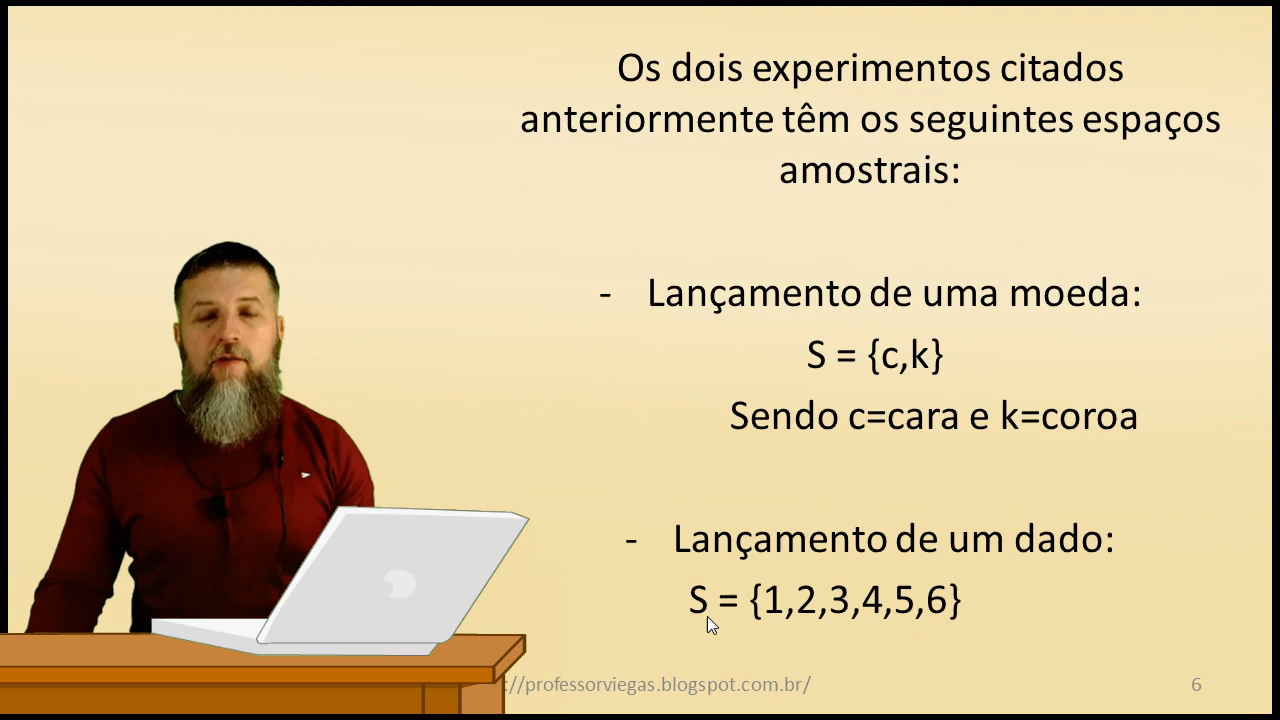 Os dois experimentos citados
anteriormente têm os seguintes espaços
amostrais:
- Lançamento de uma moeda:
S = {c,k}
Sendo c=cara e k=coroa
- Lançamento de um dado:
S = {1,2,3,4,5,6}
://professorviegas.blogspot.com.br/
6